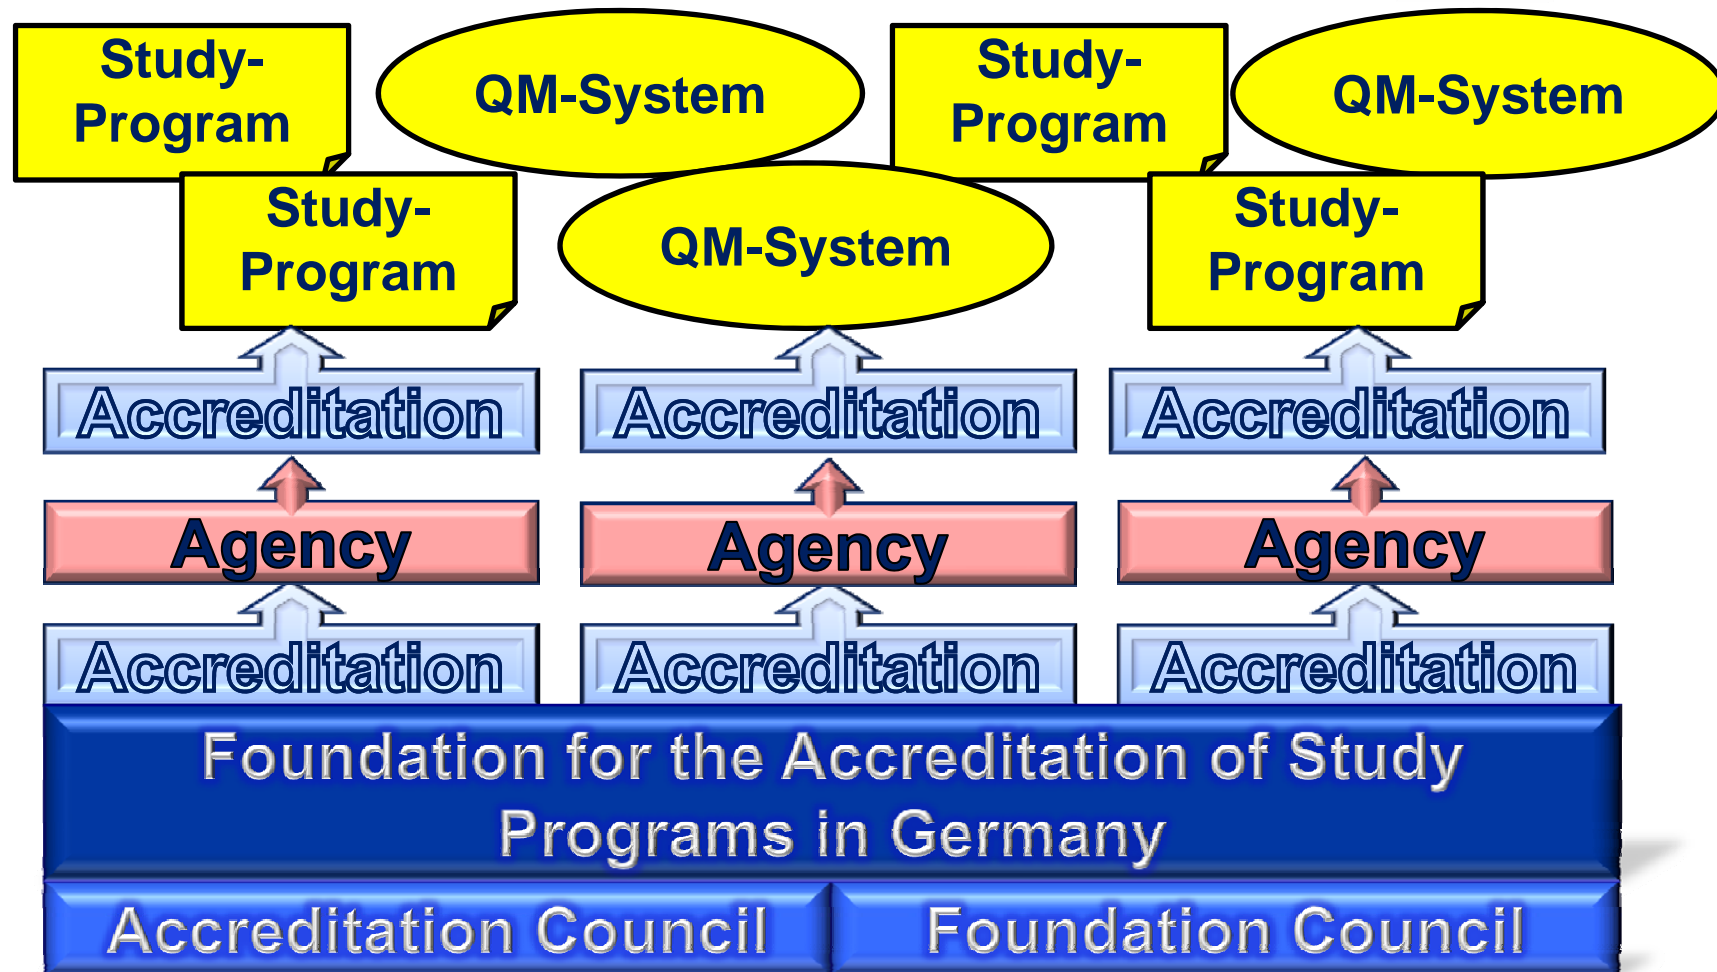 Study-
Program
QM-System
Study-
Program
QM-System
Study-
Program
QM-System
Study-
Program
Accreditation
Accreditation
Accreditation
Agency
Agency
Agency
Accreditation
Accreditation
Accreditation
Foundation for the Accreditation of Study
Programs in Germany
Accreditation Council
Foundation Council